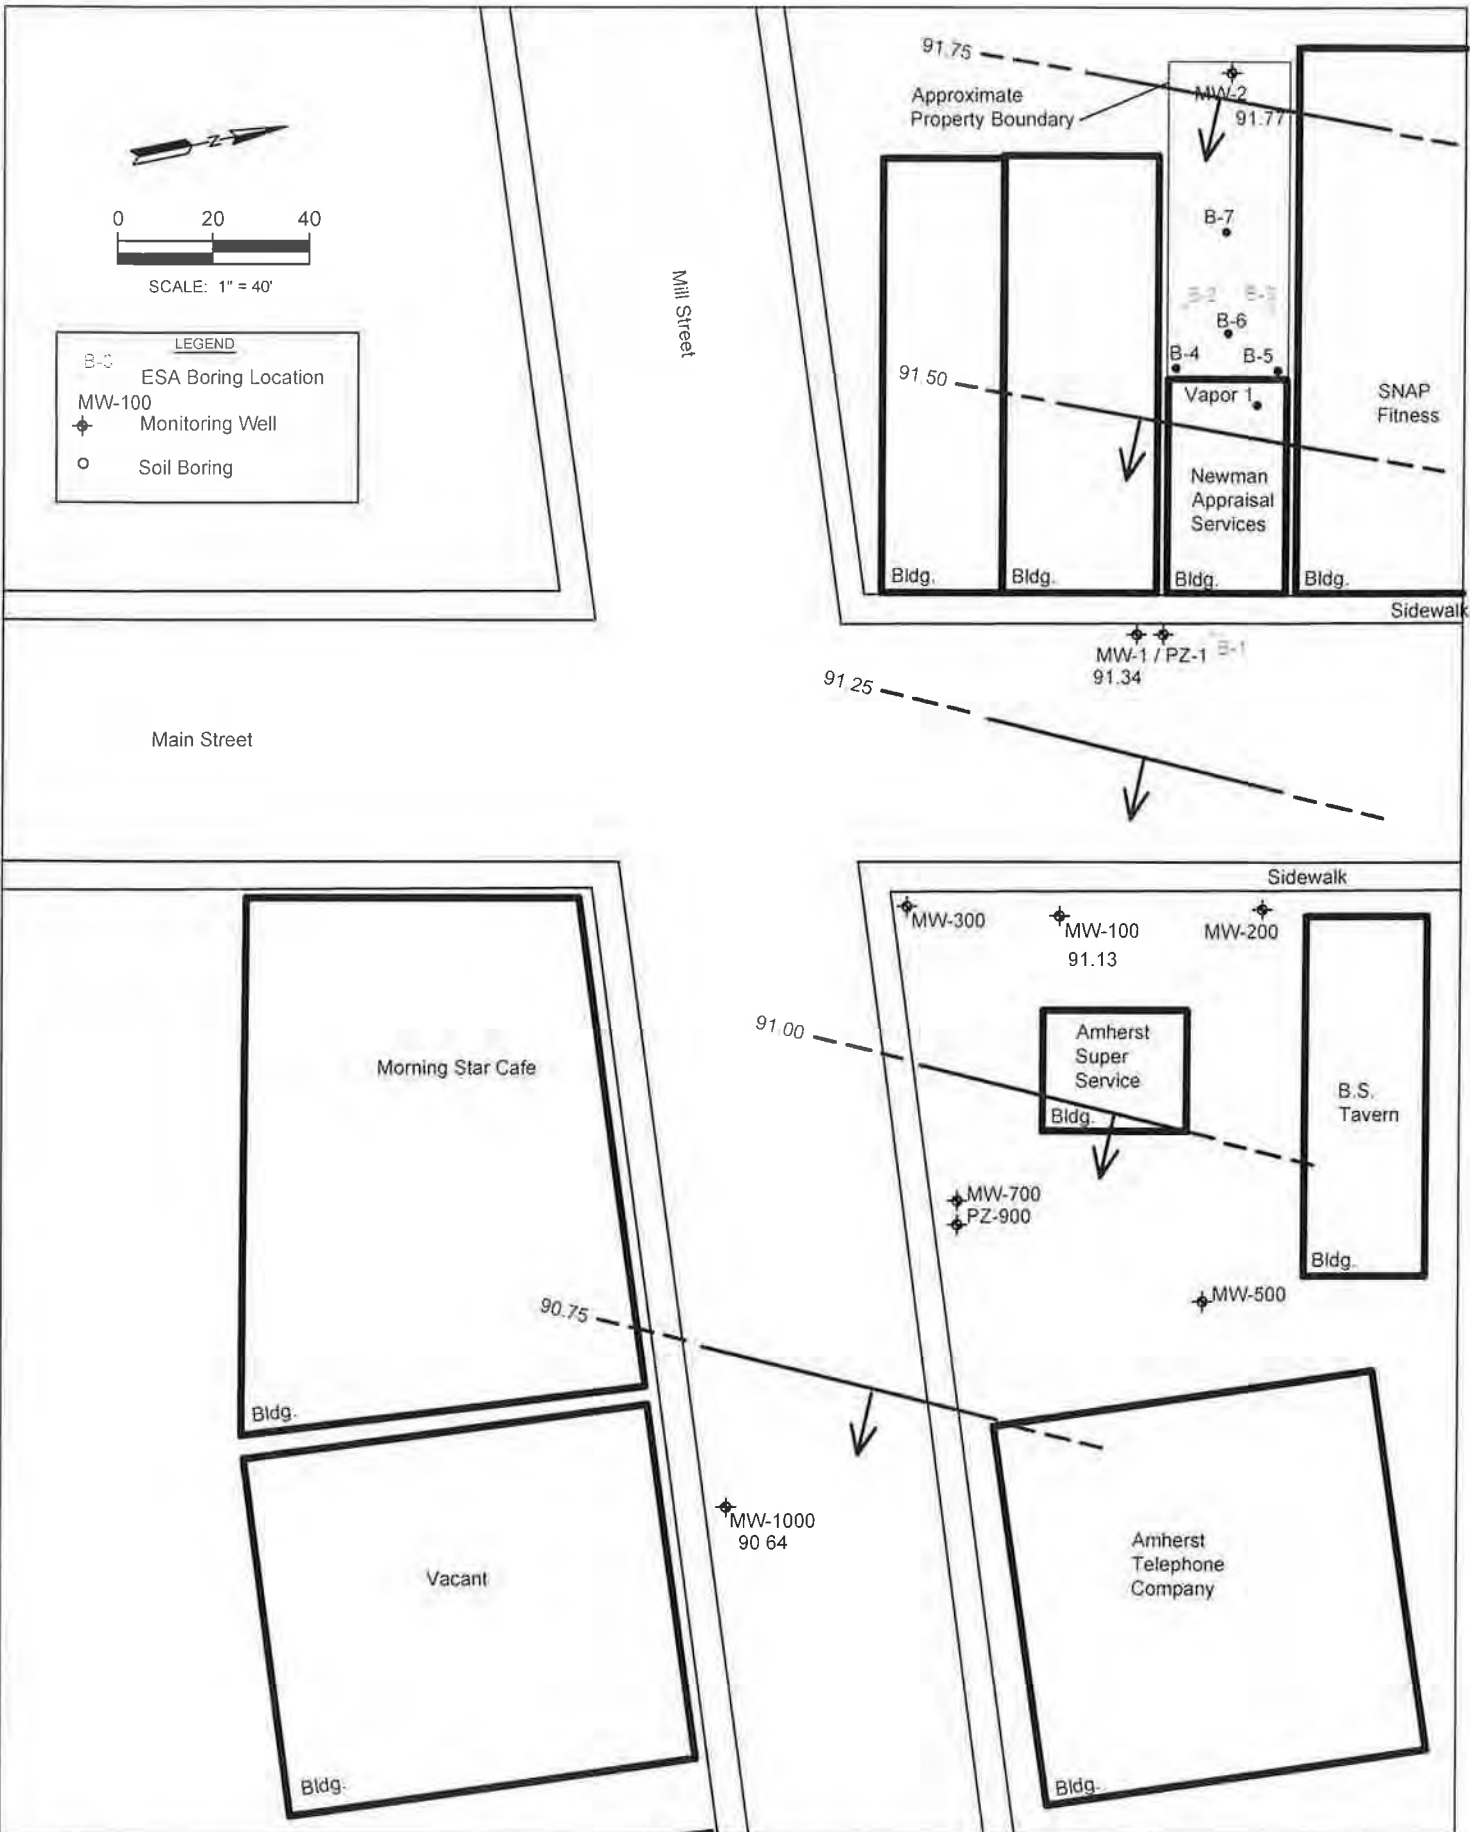 91.75
Approximate
Property Boundary
MW-2
91.77
N
0 20 40
SCALE: 1" = 40'
LEGEND
ESA Boring Location
MW-100
Monitoring Well
Soil Boring
Mill Street
B-7
B-2
B-6
B-4
B-5
91.50
Vapor 1
SNAP
Fitness
Newman
Appraisal
Services
Bldg.
Bldg.
Bldg.
Bldg.
Sidewalk
MW-1 / PZ-1
B-1
91.34
91.25
Main Street
Sidewalk
MW-300
MW-100
91.13
MW-200
91.00
Amherst
Super
Service
Bldg.
Morning Star Cafe
B.S.
Tavern
Bldg.
MW-700
PZ-900
MW-500
90.75
Bldg.
MW-1000
90 64
Vacant
Amherst
Telephone
Company
Bldg.
Bldg.